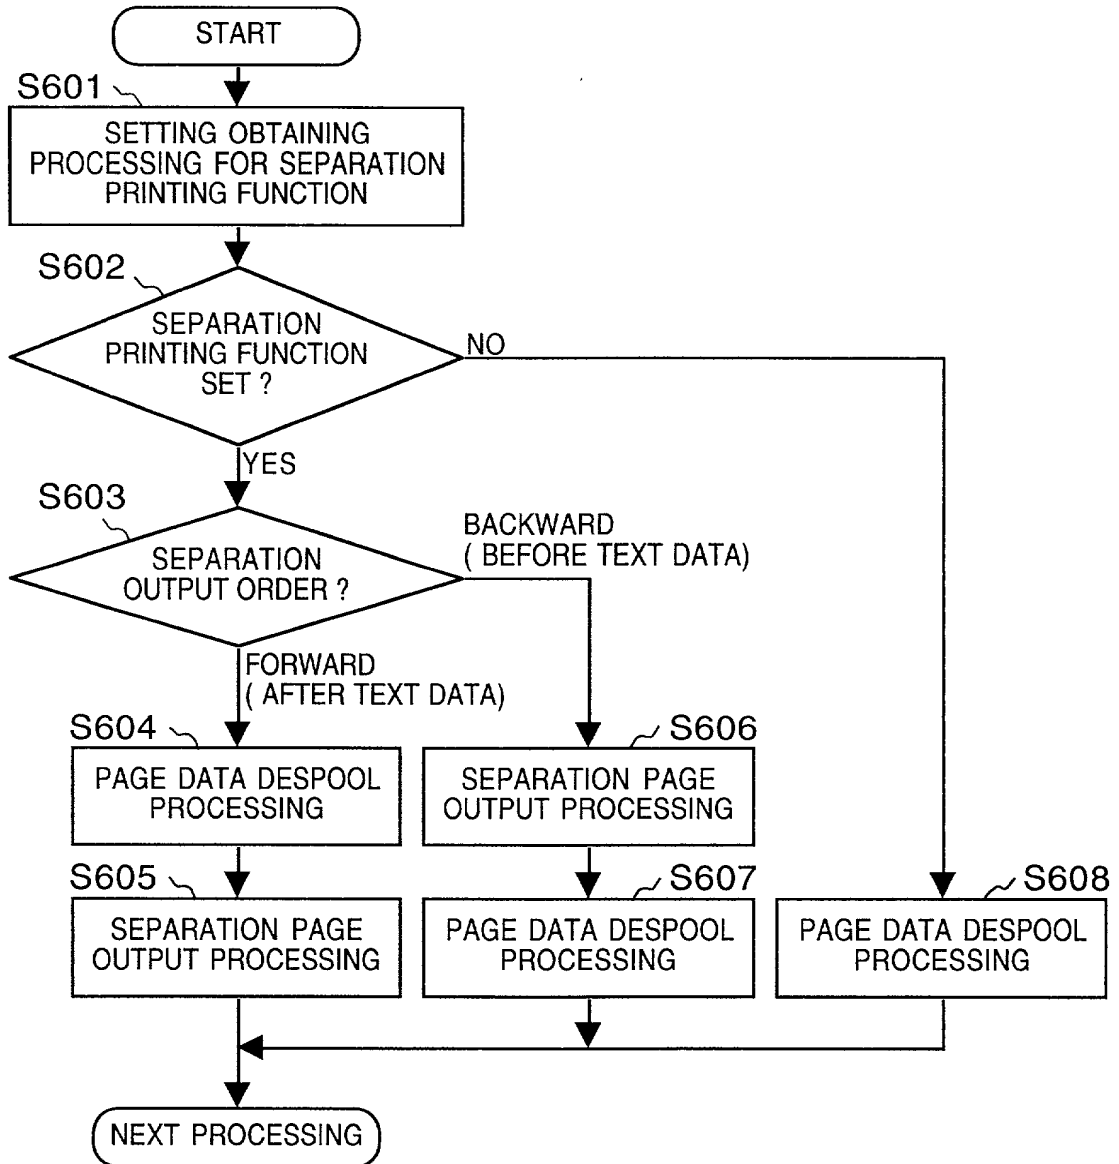 START
S601
SETTING OBTAINING
PROCESSING FOR SEPARATION
PRINTING FUNCTION
S602
SEPARATION
PRINTING FUNCTION
SET ?
NO
YES
S603
SEPARATION
OUTPUT ORDER ?
BACKWARD
( BEFORE TEXT DATA)
FORWARD
( AFTER TEXT DATA)
S604
PAGE DATA DESPOOL
PROCESSING
S606
SEPARATION PAGE
OUTPUT PROCESSING
S605
SEPARATION PAGE
OUTPUT PROCESSING
S607
PAGE DATA DESPOOL
PROCESSING
S608
PAGE DATA DESPOOL
PROCESSING
NEXT PROCESSING